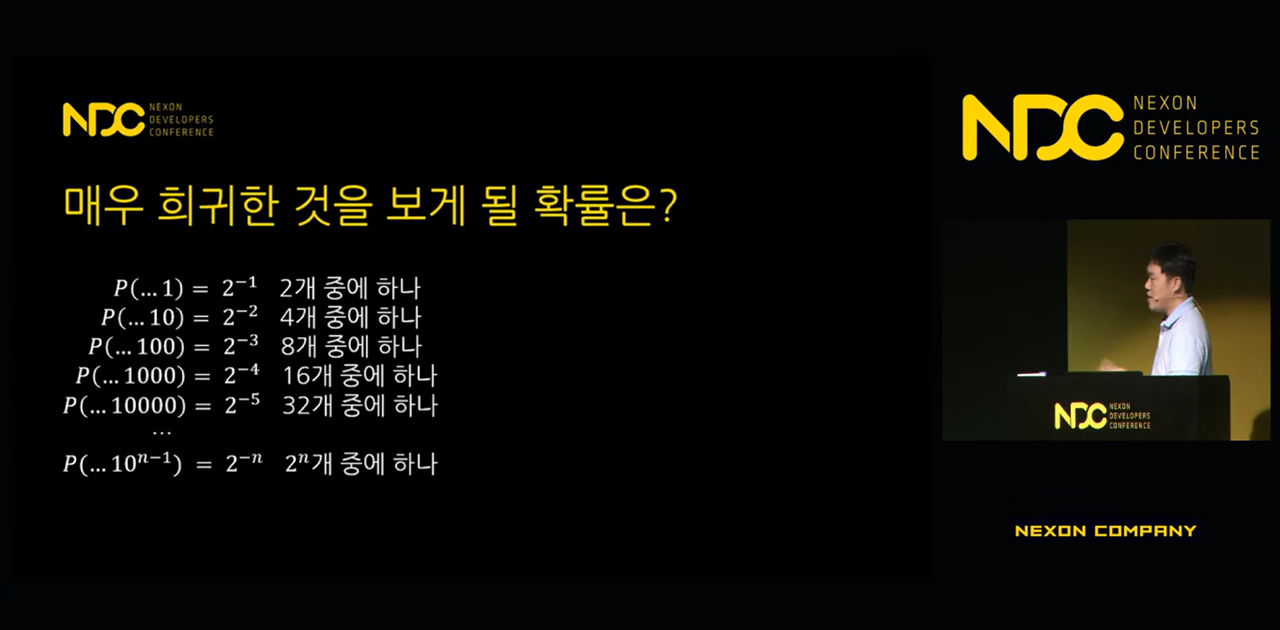 NDC NEXON DEVELOPERS CONFERENCE
매우 희귀한 것을 보게 될 확률은?
P(… 1) = 2⁻¹ 2개 중에 하나
P(… 10) = 2⁻² 4개 중에 하나
P(… 100) = 2⁻³ 8개 중에 하나
P(… 1000) = 2⁻⁴ 16개 중에 하나
P(… 10000) = 2⁻⁵ 32개 중에 하나
…
P(… 10ⁿ⁻¹) = 2⁻ⁿ 2ⁿ개 중에 하나
NDC NEXON
DEVELOPERS
CONFERENCE
NDC NEXON DEVELOPERS CONFERENCE
NEXON COMPANY